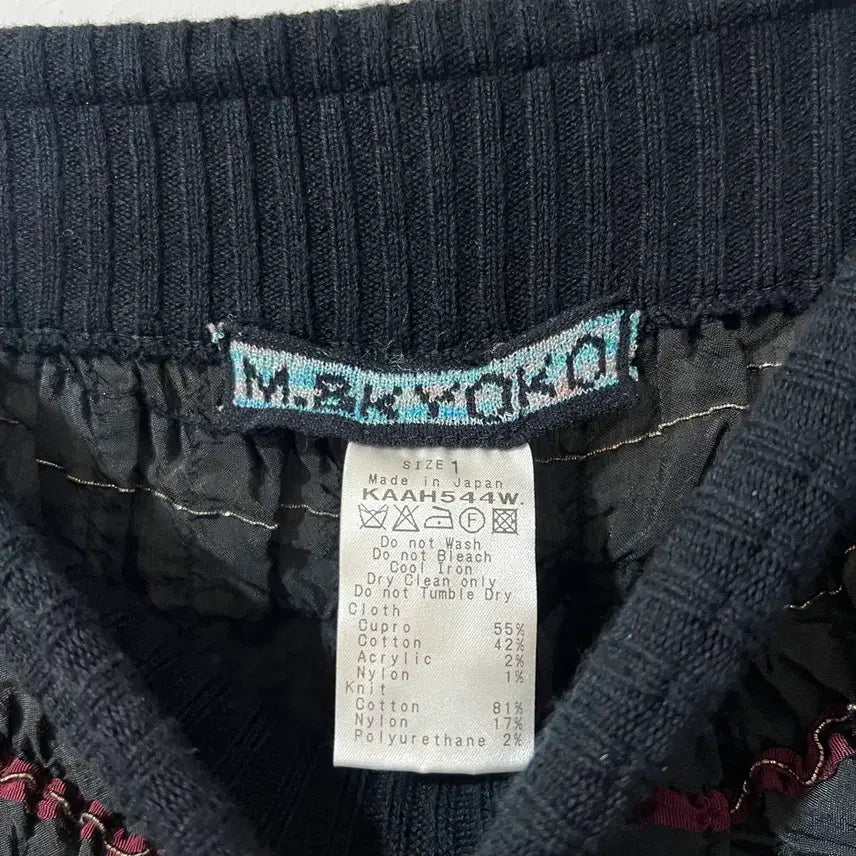 M.&KYOKO
SIZE 1
Made in Japan
KAAH544W.
Do not Wash
Do not Bleach
Cool Iron
Dry Clean only
Do not Tumble Dry
Cloth
Cupro 55%
Cotton 42%
Acrylic 2%
Nylon 1%
Knit
Cotton 81%
Nylon 17%
Polyurethane 2%